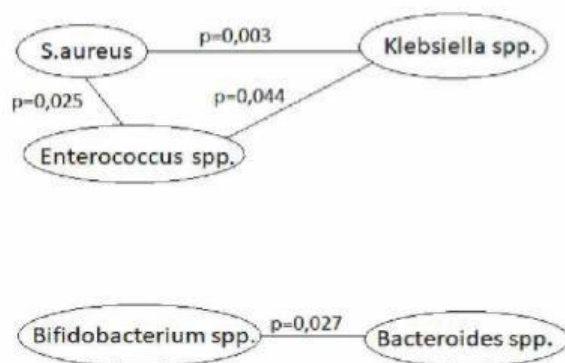 p=0,003
S.aureus
Klebsiella spp.
p=0,025
p=0,044
Enterococcus spp.
p=0,027
Bifidobacterium spp.
Bacteroides spp.